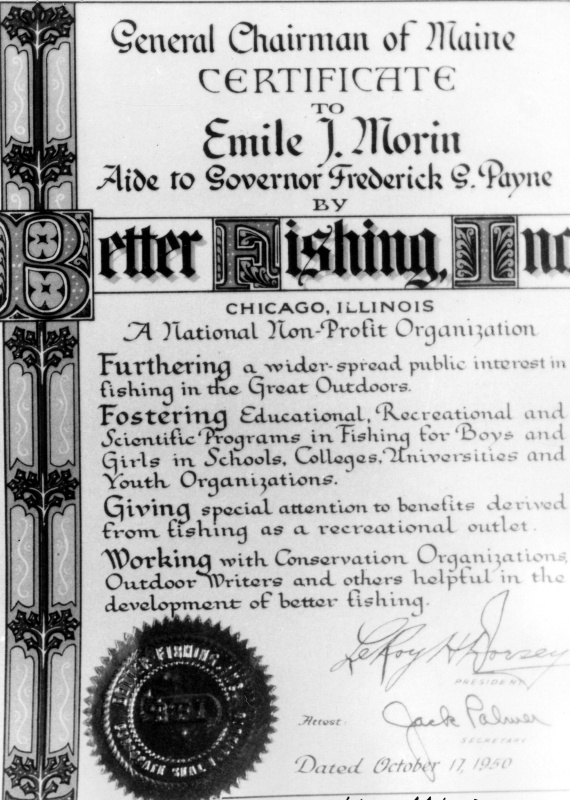 General Chairman of Maine
CERTIFICATE
TO
Emile J. Morin
Aide to Governor Frederick G. Payne
BY
Better Fishing, Inc
CHICAGO, ILLINOIS
A National Non-Profit Organization
Furthering a wider-spread public interest in
fishing in the Great Outdoors.
Fostering Educational, Recreational and
Scientific Programs in Fishing for Boys and
Girls in Schools, Colleges, Universities and
Youth Organizations.
Giving special attention to benefits derived
from fishing as a recreational outlet.
Working with Conservation Organizations,
Outdoor Writers and others helpful in the
development of better fishing.
LeRoy H Dorsey
PRESIDENT
Attest: Jack Palmer
SECRETARY
Dated October 17, 1950